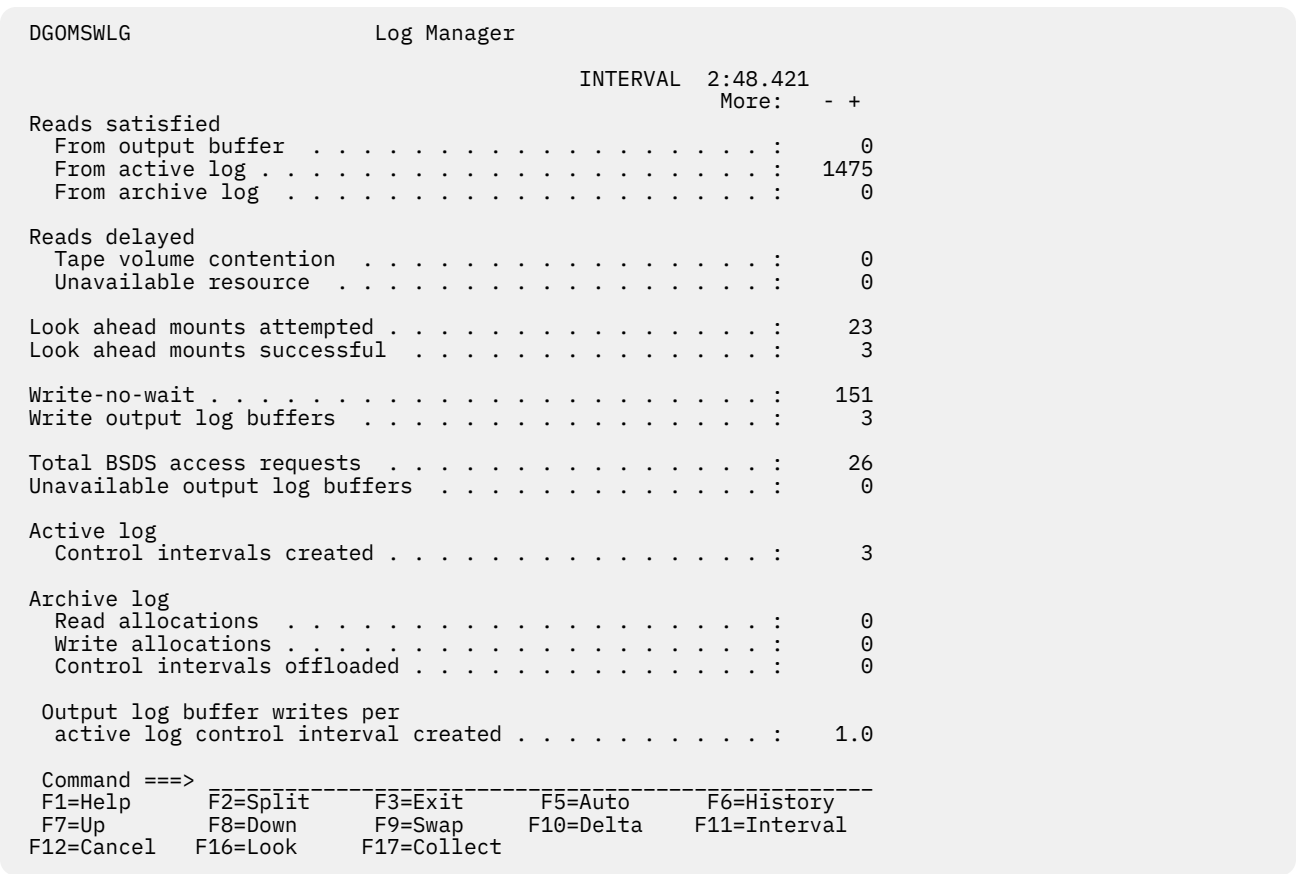 DGOMSWLG                   Log Manager
                                           INTERVAL  2:48.421
                                                      More:   - +
Reads satisfied
  From output buffer  . . . . . . . . . . . . . . . . . . :      0
  From active log . . . . . . . . . . . . . . . . . . . . :   1475
  From archive log  . . . . . . . . . . . . . . . . . . . :      0
Reads delayed
  Tape volume contention  . . . . . . . . . . . . . . . . :      0
  Unavailable resource  . . . . . . . . . . . . . . . . . :      0
Look ahead mounts attempted . . . . . . . . . . . . . . . :     23
Look ahead mounts successful  . . . . . . . . . . . . . . :      3
Write-no-wait . . . . . . . . . . . . . . . . . . . . . . :    151
Write output log buffers  . . . . . . . . . . . . . . . . :      3
Total BSDS access requests  . . . . . . . . . . . . . . . :     26
Unavailable output log buffers  . . . . . . . . . . . . . :      0
Active log
  Control intervals created . . . . . . . . . . . . . . . :      3
Archive log
  Read allocations  . . . . . . . . . . . . . . . . . . . :      0
  Write allocations . . . . . . . . . . . . . . . . . . . :      0
  Control intervals offloaded . . . . . . . . . . . . . . :      0
 Output log buffer writes per
  active log control interval created . . . . . . . . . . :    1.0
 Command ===> ____________________________________________________
 F1=Help      F2=Split     F3=Exit      F5=Auto      F6=History
 F7=Up        F8=Down      F9=Swap     F10=Delta    F11=Interval
F12=Cancel   F16=Look     F17=Collect